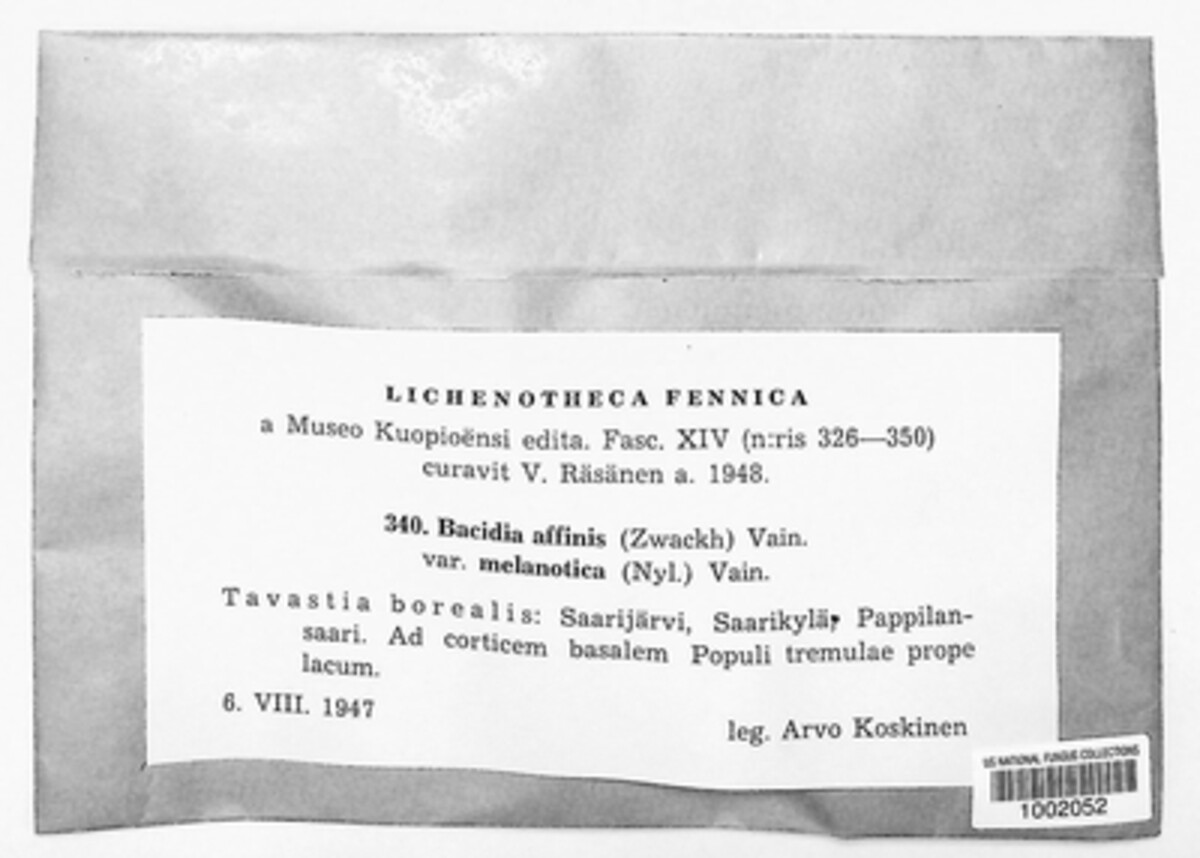 LICHENOTHECA FENNICA
a Museo Kuopioënsi edita. Fasc. XIV (n:ris 326—350)
curavit V. Räsänen a. 1948.
340. Bacidia affinis (Zwackh) Vain.
var. melanotica (Nyl.) Vain.
Tavastia borealis: Saarijärvi, Saarikylä, Pappilan-
saari. Ad corticem basalem Populi tremulae prope
lacum.
6. VIII. 1947
leg. Arvo Koskinen
US NATIONAL FUNGUS COLLECTIONS
1002052